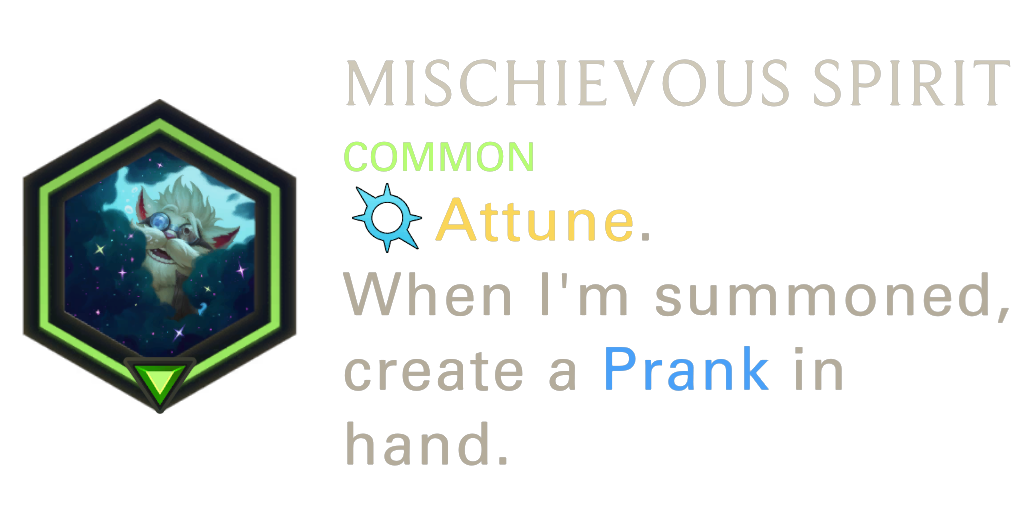 MISCHIEVOUS SPIRIT
COMMON
Attune.
When I'm summoned,
create a Prank in
hand.